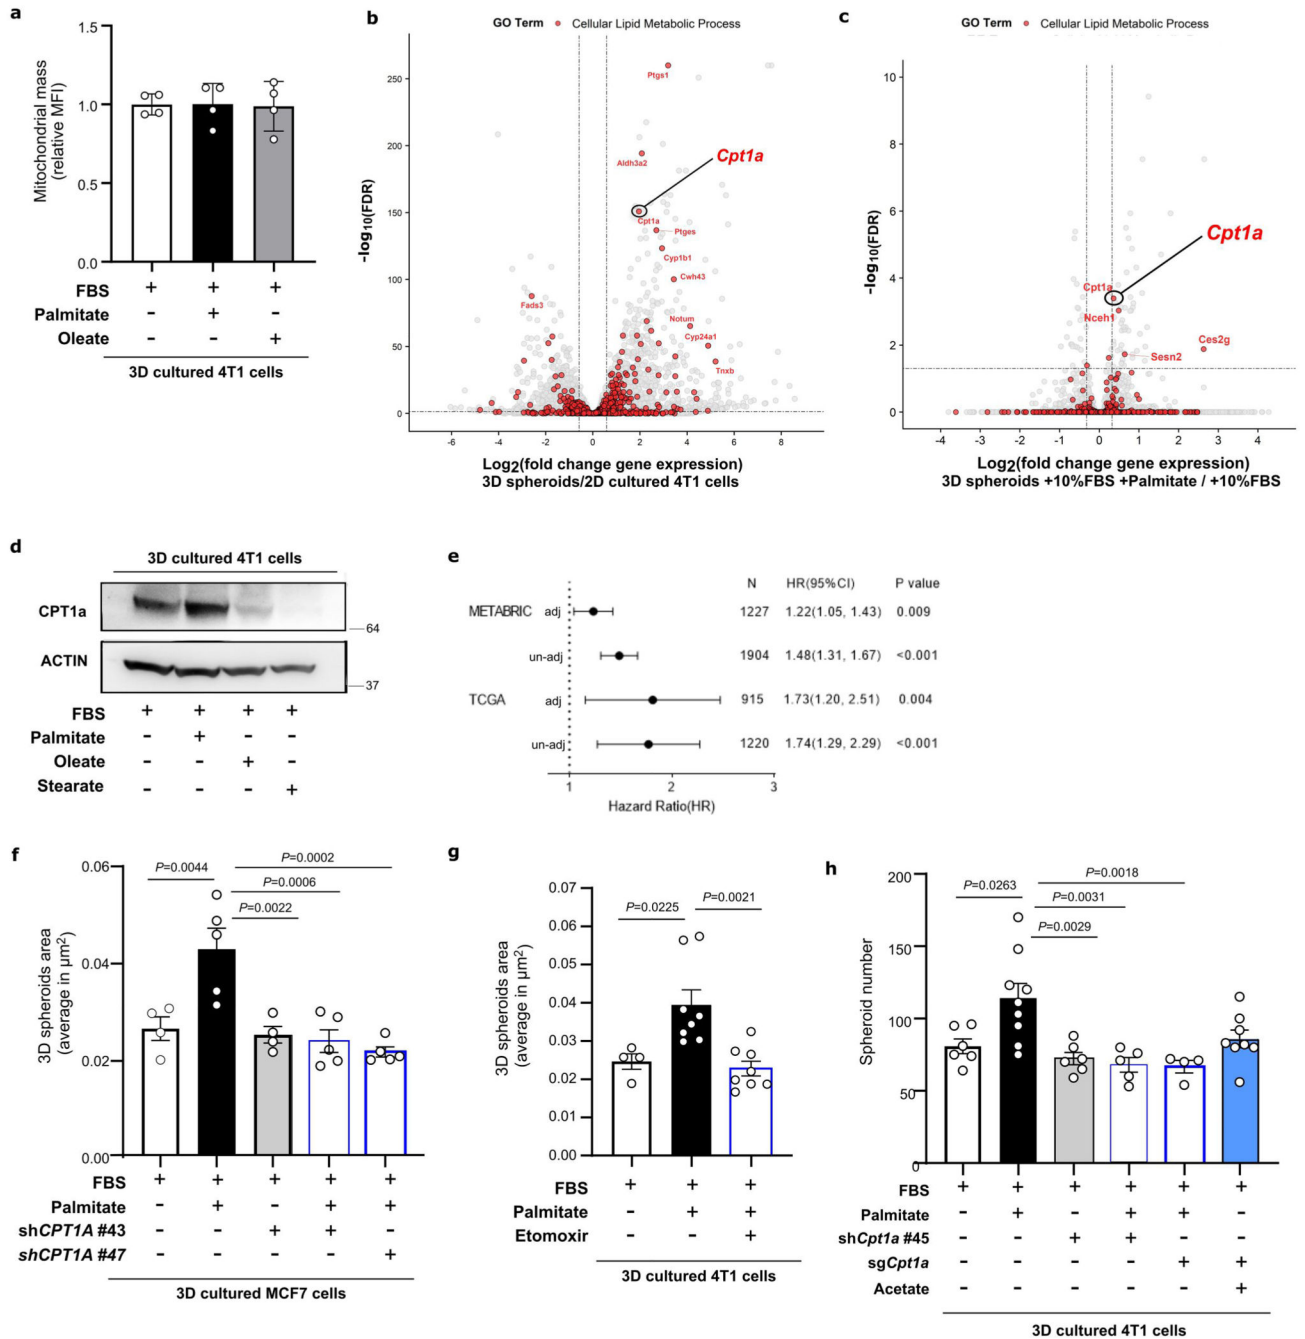 a
1.5
1.0
0.5
0.0
Mitochondrial mass
(relative MFI)
FBS + + +
Palmitate - + -
Oleate - - +
3D cultured 4T1 cells
b
GO Term Cellular Lipid Metabolic Process
250
200
150
100
50
0
-log10(FDR)
Ptgs1
Aldh3a2
Cpt1a
Cpt1a
Ptges
Cyp1b1
Cwh43
Fads3
Notum
Cyp24a1
Tnxb
-6 -4 -2 0 2 4 6 8
Log2(fold change gene expression)
3D spheroids/2D cultured 4T1 cells
c
GO Term Cellular Lipid Metabolic Process
10
8
6
4
2
0
-log10(FDR)
Cpt1a
Cpt1a
Nceh1
Ces2g
Sesn2
-4 -3 -2 -1 0 1 2 3 4
Log2(fold change gene expression)
3D spheroids +10%FBS +Palmitate / +10%FBS
d
3D cultured 4T1 cells
CPT1a
64
ACTIN
37
FBS + + + +
Palmitate - + - -
Oleate - - + -
Stearate - - - +
e
N HR(95%CI) P value
METABRIC adj 1227 1.22(1.05, 1.43) 0.009
un-adj 1904 1.48(1.31, 1.67) <0.001
TCGA adj 915 1.73(1.20, 2.51) 0.004
un-adj 1220 1.74(1.29, 2.29) <0.001
1 2 3
Hazard Ratio(HR)
f
P=0.0002
P=0.0044
P=0.0006
P=0.0022
0.06
0.04
0.02
0.00
3D spheroids area
(average in µm2)
FBS + + + + +
Palmitate - + - + +
shCPT1A #43 - - + + -
shCPT1A #47 - - - - +
3D cultured MCF7 cells
g
P=0.0225
P=0.0021
0.07
0.06
0.05
0.04
0.03
0.02
0.01
0.00
3D spheroids area
(average in µm2)
FBS + + +
Palmitate - + +
Etomoxir - - +
3D cultured 4T1 cells
h
P=0.0018
P=0.0263
P=0.0031
P=0.0029
200
150
100
50
0
Spheroid number
FBS + + + + + +
Palmitate - + - + + -
shCpt1a #45 - - + + - -
sgCpt1a - - - - + +
Acetate - - - - - +
3D cultured 4T1 cells